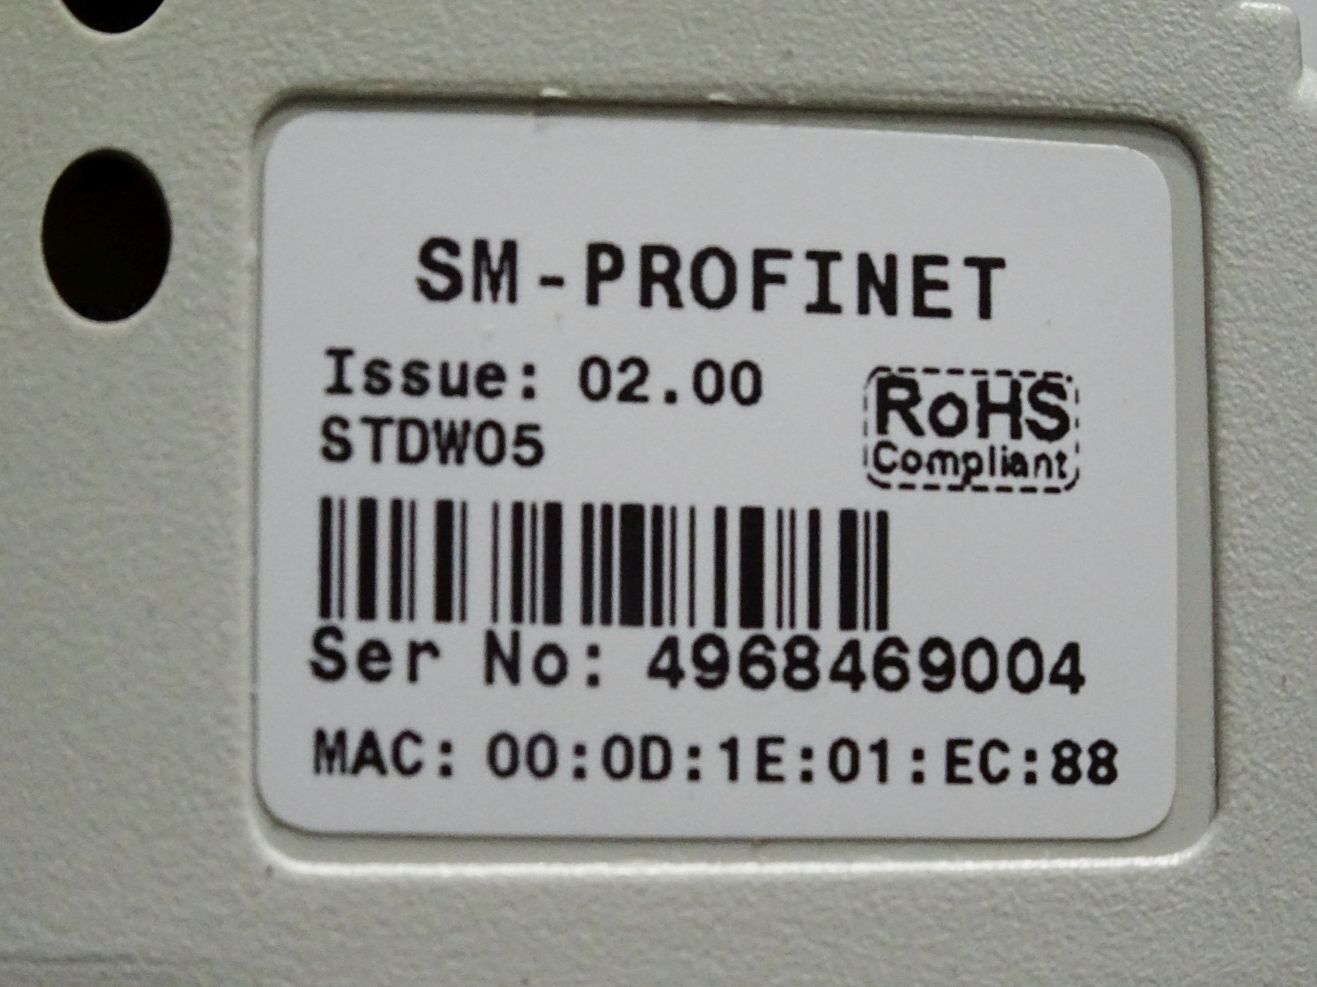 SM-PROFINET
Issue: 02.00
STDW05
RoHS
Compliant
Ser No: 4968469004
MAC: 00:0D:1E:01:EC:88